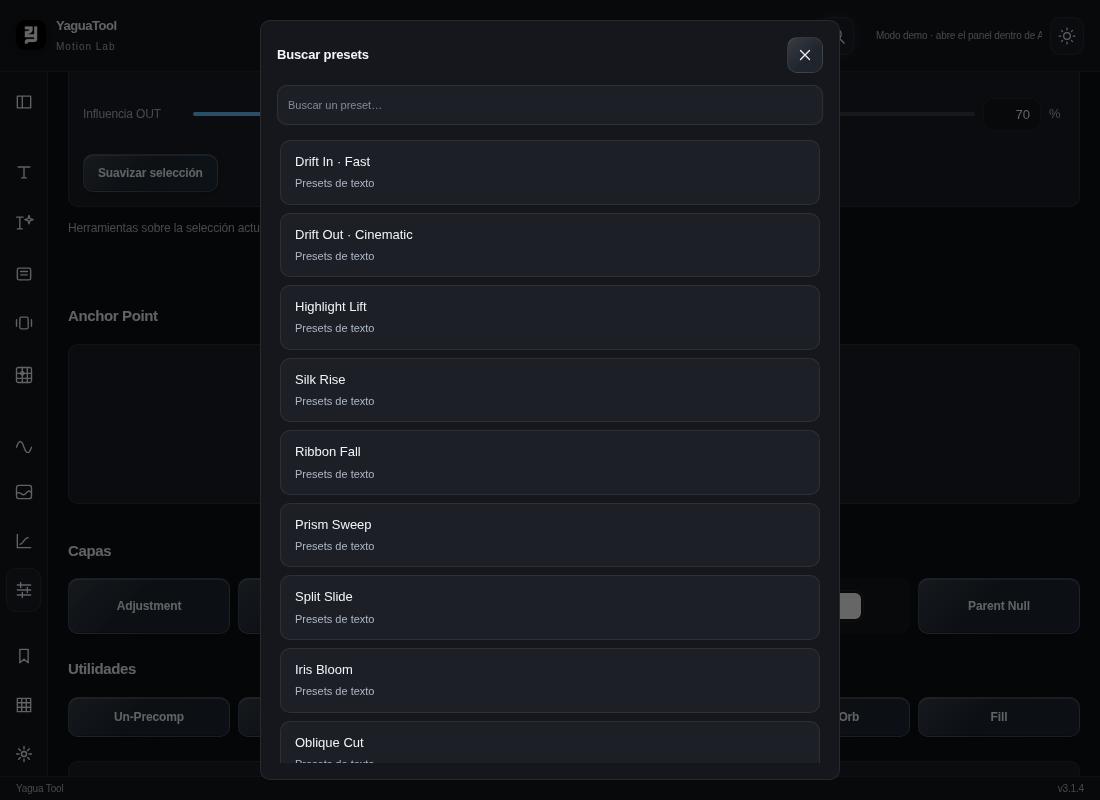 YaguaTool
Motion Lab
Buscar presets
Modo demo · abre el panel dentro de A
Buscar un preset…
Influencia OUT
70
%
Suavizar selección
Herramientas sobre la selección actu
Drift In · Fast
Presets de texto
Drift Out · Cinematic
Presets de texto
Highlight Lift
Presets de texto
Silk Rise
Presets de texto
Ribbon Fall
Presets de texto
Prism Sweep
Presets de texto
Split Slide
Presets de texto
Iris Bloom
Presets de texto
Oblique Cut
Presets de texto
Anchor Point
Capas
Adjustment
Parent Null
Utilidades
Un-Precomp
Orb
Fill
Yagua Tool
v3.1.4